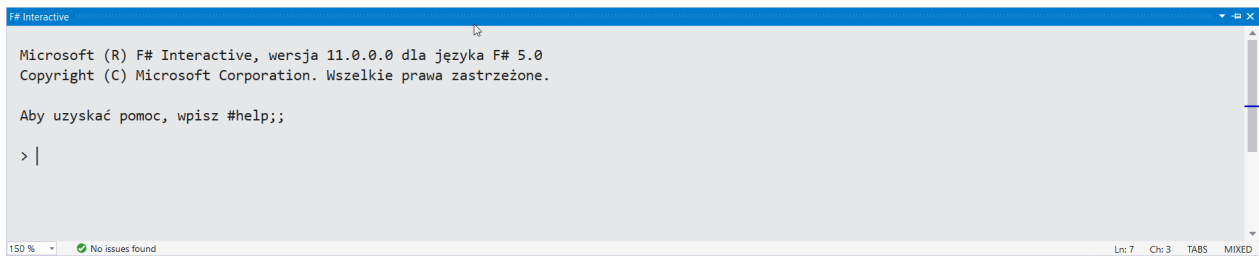 F# Interactive
Microsoft (R) F# Interactive, wersja 11.0.0.0 dla języka F# 5.0
Copyright (C) Microsoft Corporation. Wszelkie prawa zastrzeżone.
Aby uzyskać pomoc, wpisz #help;;
>
150 % No issues found Ln: 7 Ch: 3 TABS MIXED